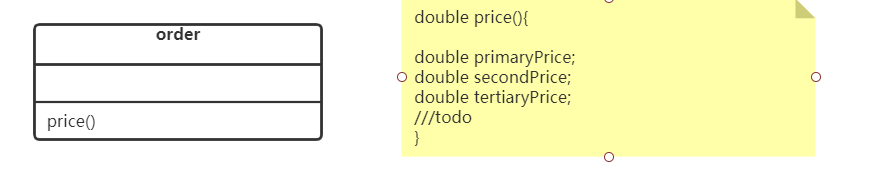 order
price()
double price(){
double primaryPrice;
double secondPrice;
double tertiaryPrice;
///todo
}